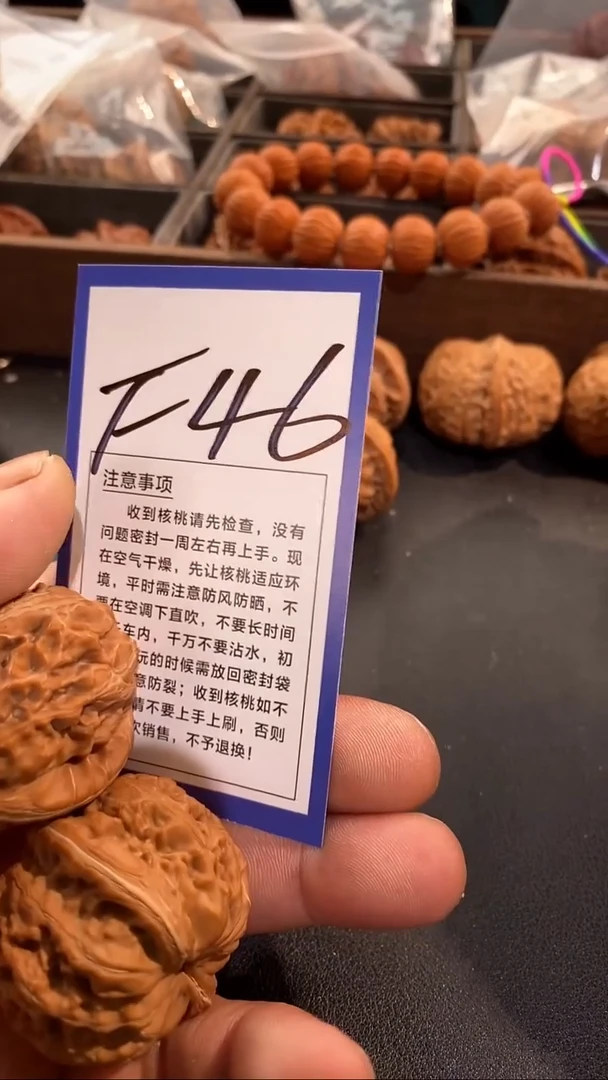 F46
注意事项
收到核桃请先检查，没有
问题密封一周左右再上手。现
在空气干燥，先让核桃适应环
境，平时需注意防风防晒，不
要在空调下直吹，不要长时间
车内，千万不要沾水，初
玩的时候需放回密封袋
意防裂；收到核桃如不
请不要上手上刷，否则
次销售，不予退换！